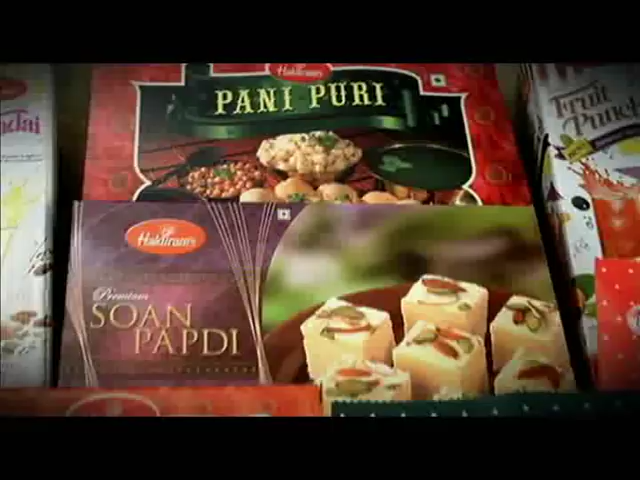 Haldiram's
PANI PURI
Fruit
Punch
Haldiram's
Premium
SOAN
PAPDI